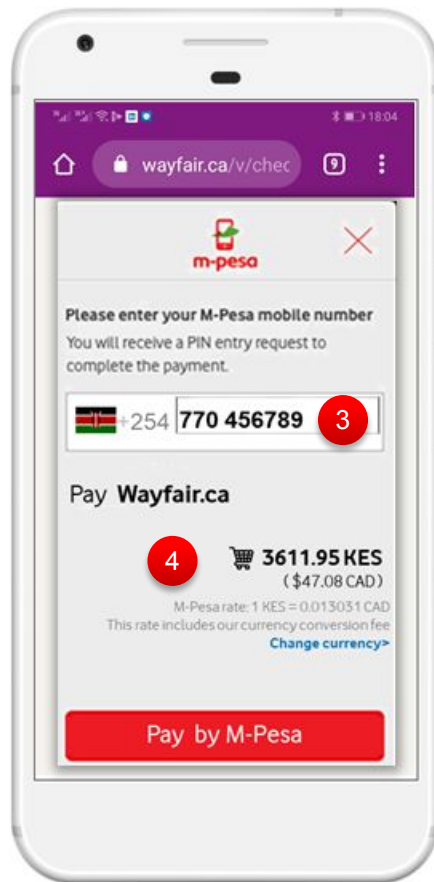 18:04
wayfair.ca/v/chec
9
m-pesa
Please enter your M-Pesa mobile number
You will receive a PIN entry request to
complete the payment.
+254 770 456789
3
Pay Wayfair.ca
4
3611.95 KES
($47.08 CAD)
M-Pesa rate: 1 KES = 0.013031 CAD
This rate includes our currency conversion fee
Change currency>
Pay by M-Pesa